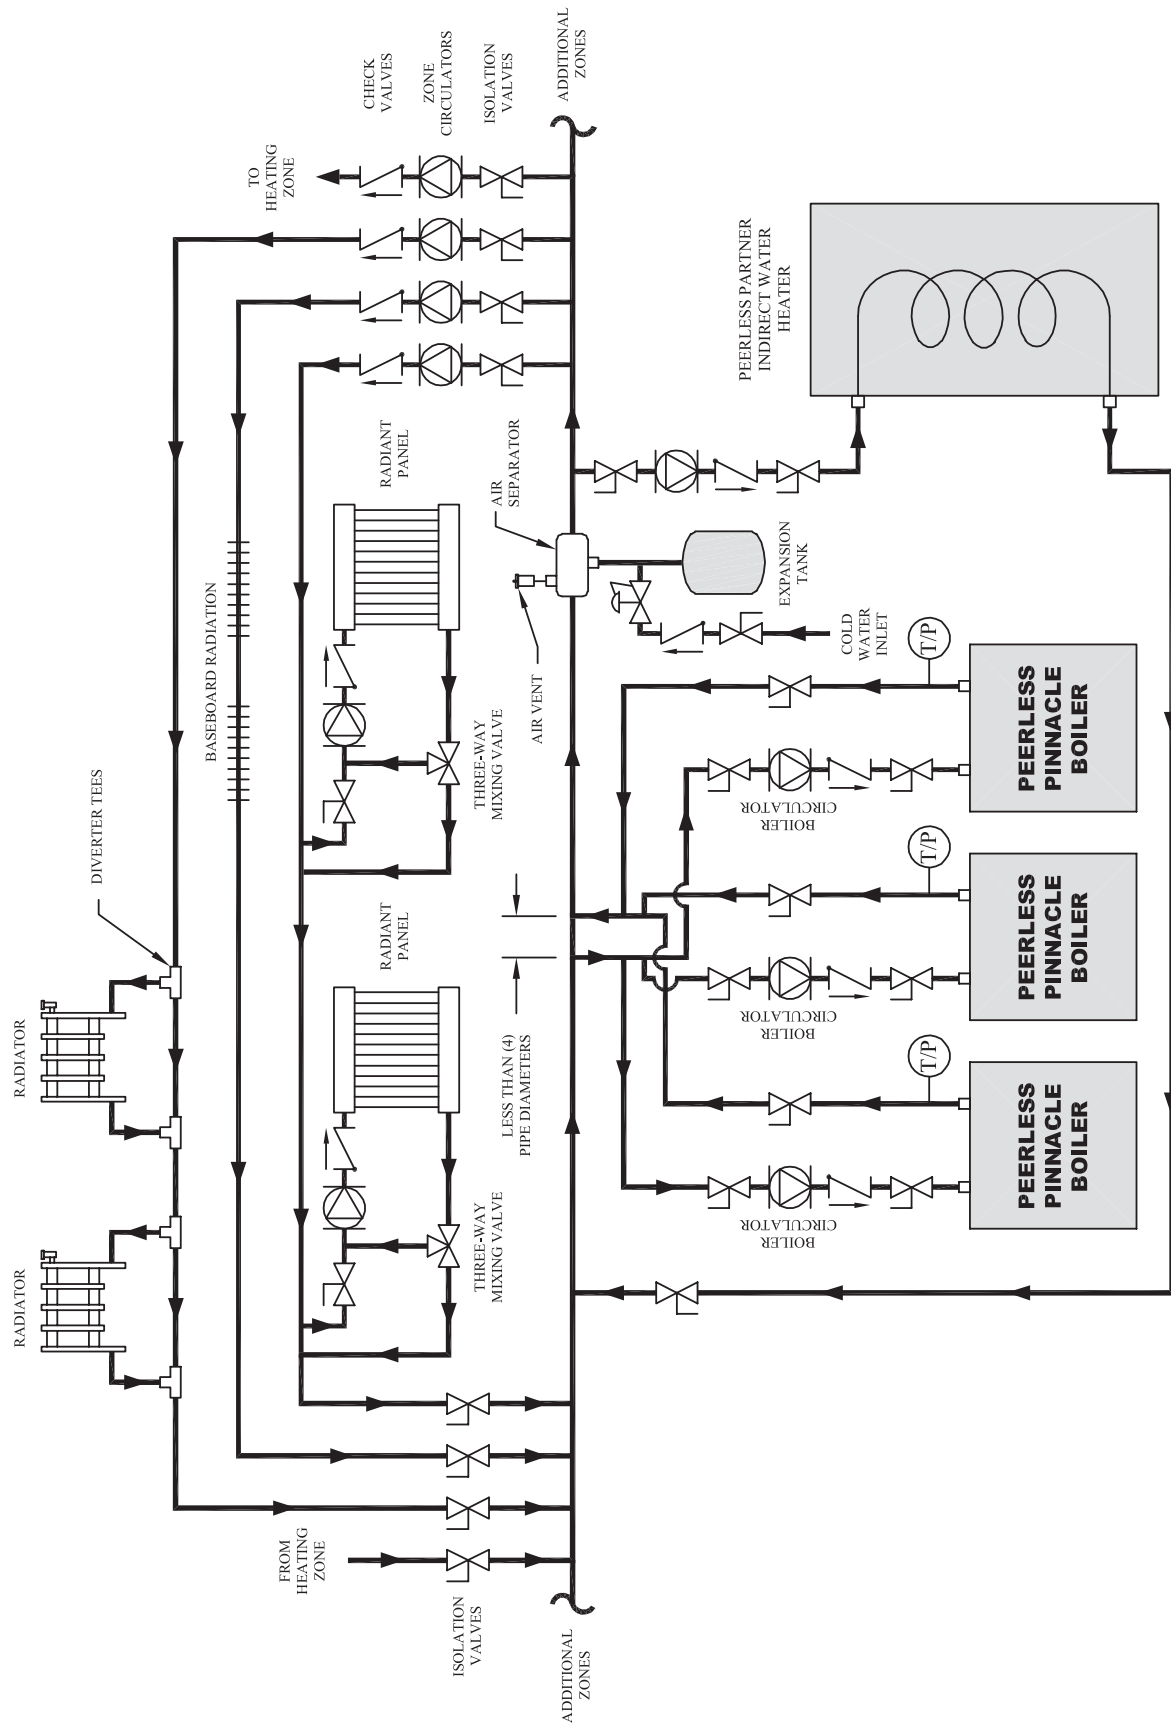 RADIATOR
RADIATOR
DIVERTER TEES
BASEBOARD RADIATION
TO
HEATING
ZONE
CHECK
VALVES
ZONE
CIRCULATORS
ISOLATION
VALVES
ADDITIONAL
ZONES
FROM
HEATING
ZONE
ISOLATION
VALVES
ADDITIONAL
ZONES
RADIANT
PANEL
RADIANT
PANEL
THREE-WAY
MIXING VALVE
THREE-WAY
MIXING VALVE
LESS THAN (4)
PIPE DIAMETERS
AIR VENT
AIR
SEPARATOR
EXPANSION
TANK
COLD
WATER
INLET
PEERLESS PARTNER
INDIRECT WATER
HEATER
BOILER
CIRCULATOR
BOILER
CIRCULATOR
BOILER
CIRCULATOR
T/P
T/P
T/P
PEERLESS
PINNACLE
BOILER
PEERLESS
PINNACLE
BOILER
PEERLESS
PINNACLE
BOILER